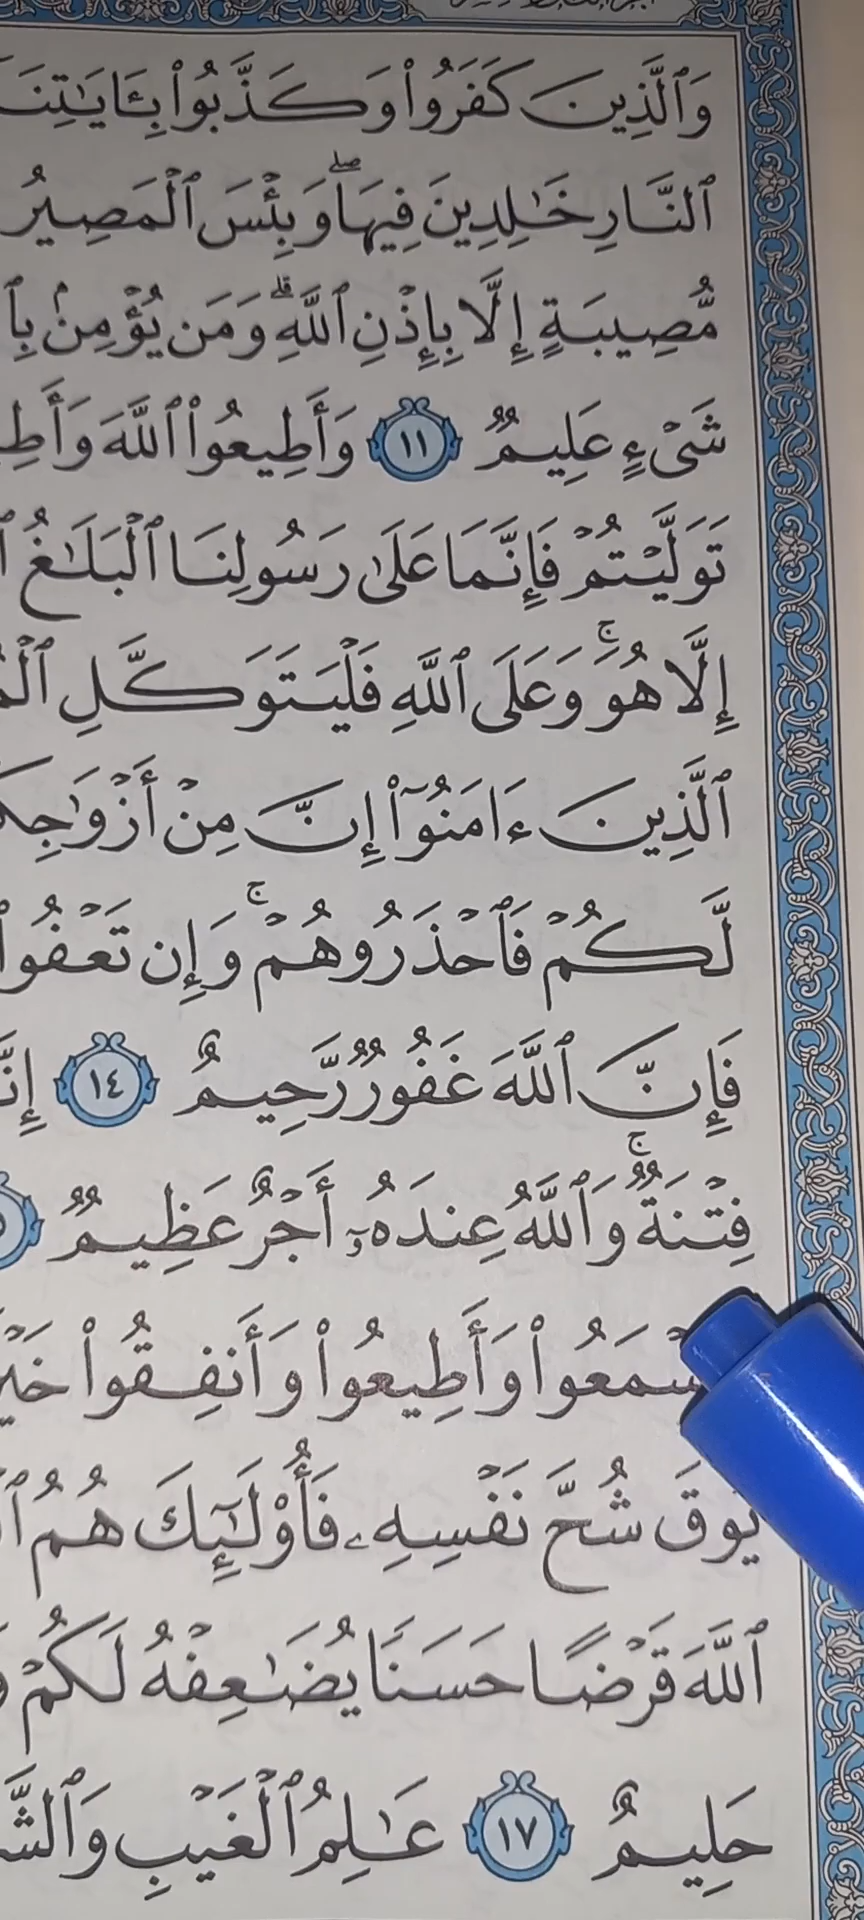 وَٱلَّذِينَ كَفَرُواْ وَكَذَّبُواْ بِـَٔايَـٰتِنَا
ٱلنَّارِ خَـٰلِدِينَ فِيهَاۖ وَبِئۡسَ ٱلۡمَصِيرُ
مُّصِيبَةٍ إِلَّا بِإِذۡنِ ٱللَّهِۗ وَمَن يُؤۡمِنۢ
شَىۡءٍ عَلِيمٌ ١١ وَأَطِيعُواْ ٱللَّهَ
تَوَلَّيۡتُمۡ فَإِنَّمَا عَلَىٰ رَسُولِنَا ٱلۡبَلَـٰغُ
إِلَّا هُوَۚ وَعَلَى ٱللَّهِ فَلۡيَتَوَكَّلِ
ٱلَّذِينَ ءَامَنُوٓاْ إِنَّ مِنۡ أَزۡوَٰجِكُ
لَّكُمۡ فَٱحۡذَرُوهُمۡۚ وَإِن تَعۡفُواْ
فَإِنَّ ٱللَّهَ غَفُورٌ رَّحِيمٌ ١٤
فِتۡنَةٌۚ وَٱللَّهُ عِندَهُۥٓ أَجۡرٌ عَظِيمٌ
سۡمَعُواْ وَأَطِيعُواْ وَأَنفِقُواْ
يُوقَ شُحَّ نَفۡسِهِۦ فَأُوْلَـٰٓئِكَ هُمُ
ٱللَّهَ قَرۡضًا حَسَنًا يُضَـٰعِفۡهُ لَكُمۡ
حَلِيمٌ ١٧ عَـٰلِمُ ٱلۡغَيۡبِ